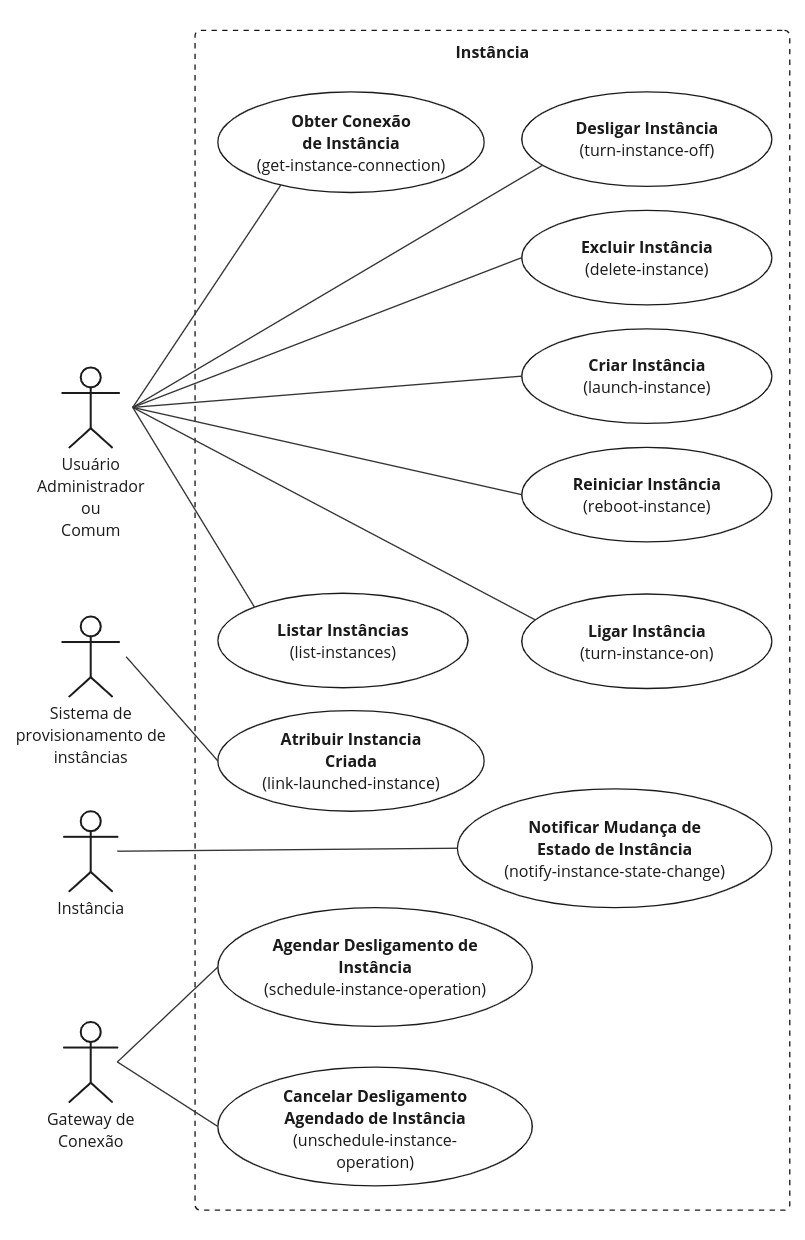 Instância
Obter Conexão
de Instância
(get-instance-connection)
Desligar Instância
(turn-instance-off)
Excluir Instância
(delete-instance)
Criar Instância
(launch-instance)
Usuário
Administrador
ou
Comum
Reiniciar Instância
(reboot-instance)
Listar Instâncias
(list-instances)
Ligar Instância
(turn-instance-on)
Sistema de
provisionamento de
instâncias
Atribuir Instancia
Criada
(link-launched-instance)
Notificar Mudança de
Estado de Instância
(notify-instance-state-change)
Instância
Agendar Desligamento de
Instância
(schedule-instance-operation)
Gateway de
Conexão
Cancelar Desligamento
Agendado de Instância
(unschedule-instance-
operation)